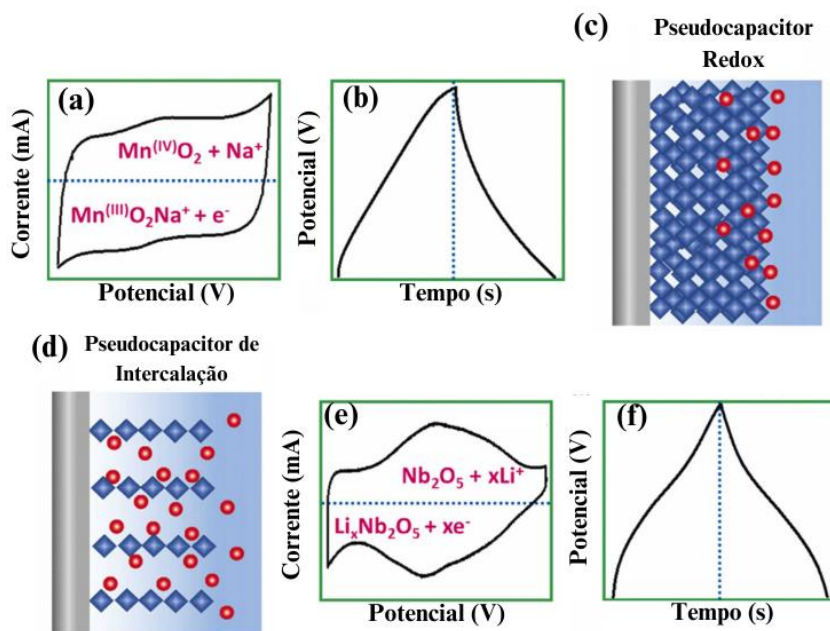 (a)
Corrente (mA)
Mn(IV)O2 + Na+
Mn(III)O2Na+ + e-
Potencial (V)
(b)
Potencial (V)
Tempo (s)
(c)
Pseudocapacitor
Redox
(d)
Pseudocapacitor de
Intercalação
(e)
Corrente (mA)
Nb2O5 + xLi+
LixNb2O5 + xe-
Potencial (V)
(f)
Potencial (V)
Tempo (s)